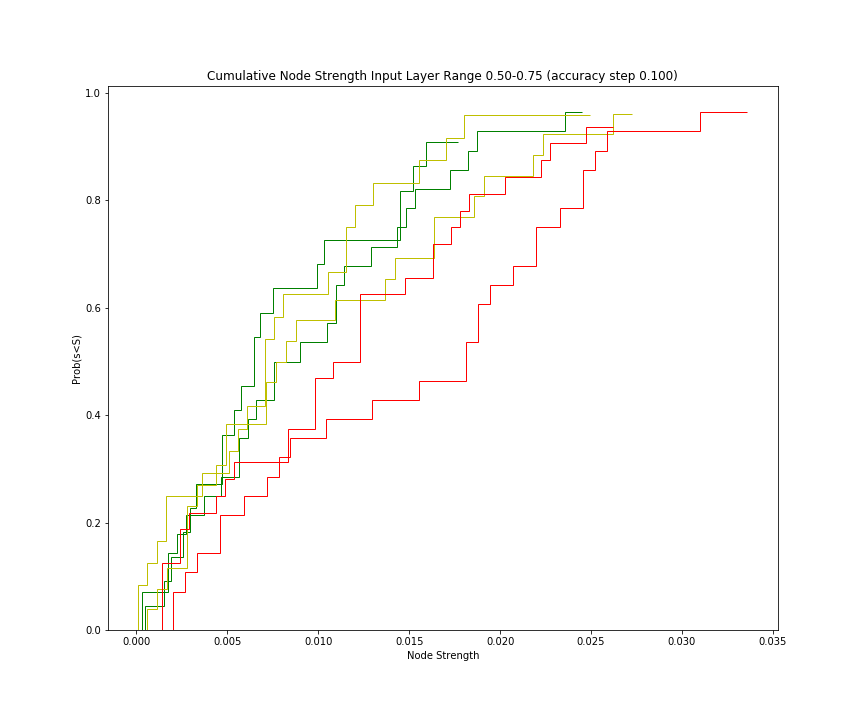 Cumulative Node Strength Input Layer Range 0.50-0.75 (accuracy step 0.100)
Prob(s<S)
1.0
0.8
0.6
0.4
0.2
0.0
0.000 0.005 0.010 0.015 0.020 0.025 0.030 0.035
Node Strength